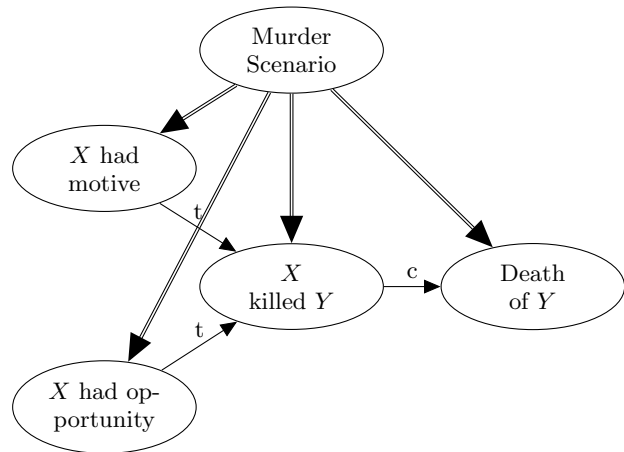 Murder
Scenario
X had
motive
t
X
killed Y
c
Death
of Y
t
X had op-
portunity